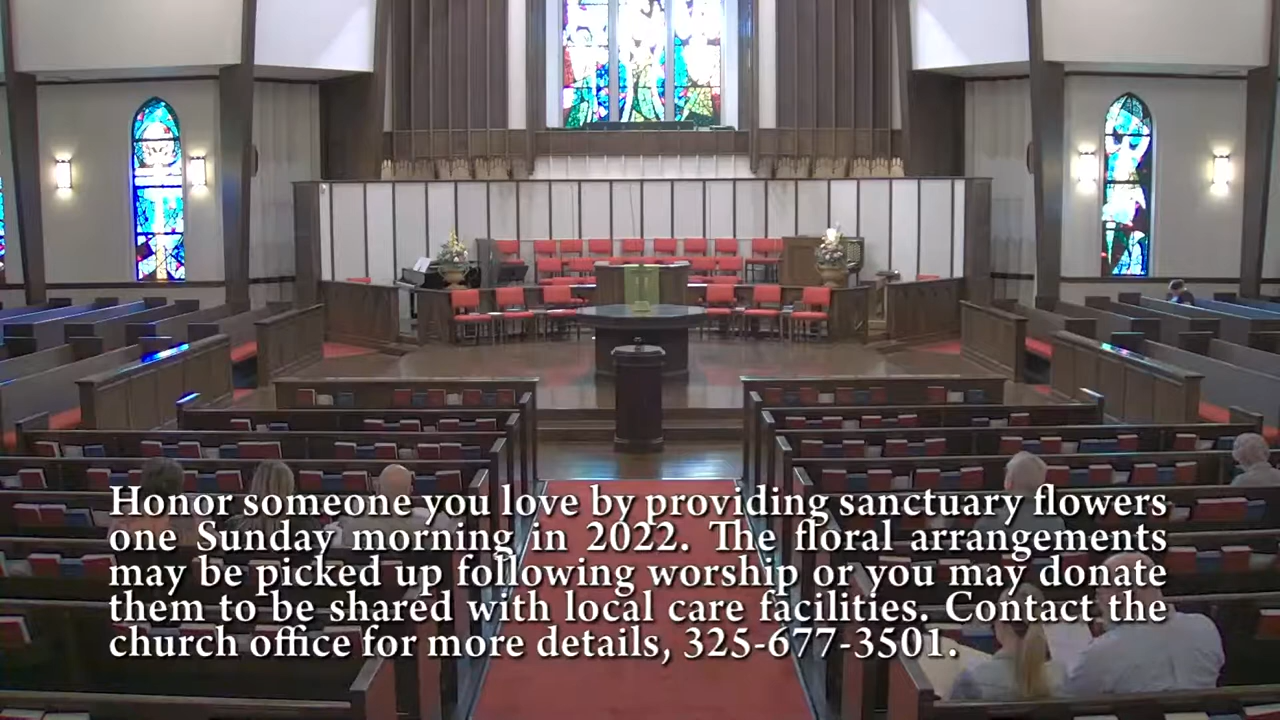 Honor someone you love by providing sanctuary flowers
one Sunday morning in 2022. The floral arrangements
may be picked up following worship or you may donate
them to be shared with local care facilities. Contact the
church office for more details, 325-677-3501.